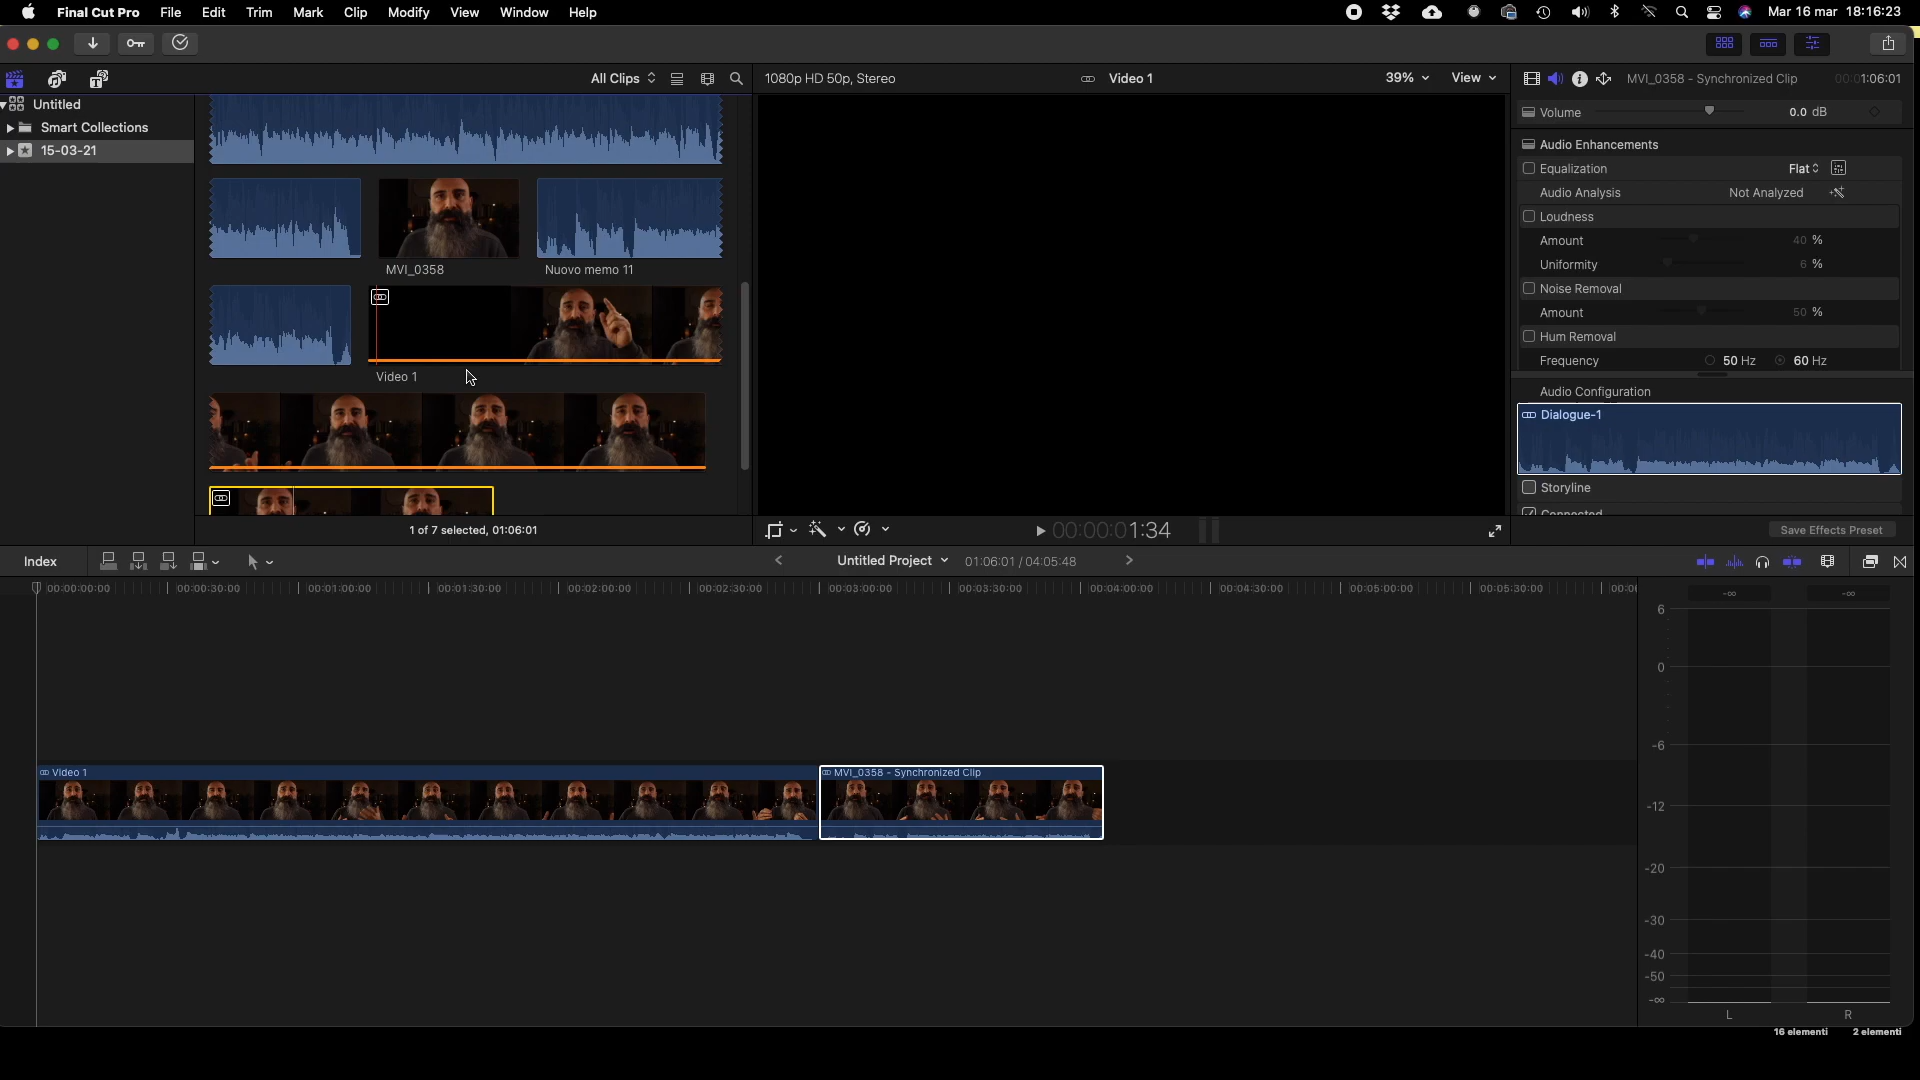 Final Cut Pro File Edit Trim Mark Clip Modify View Window Help Mar 16 mar 18:16:23
All Clips 1080p HD 50p, Stereo Video 1 39% View MVI_0358 - Synchronized Clip 00:01:06:01
Untitled
Smart Collections
15-03-21
MVI_0358 Nuovo memo 11
Video 1
1 of 7 selected, 01:06:01
00:00:01:34
Volume 0.0 dB
Audio Enhancements
Equalization Flat
Audio Analysis Not Analyzed
Loudness
Amount 40 %
Uniformity 6 %
Noise Removal
Amount 50 %
Hum Removal
Frequency 50 Hz 60 Hz
Audio Configuration
Dialogue-1
Storyline
Connected
Save Effects Preset
Index Untitled Project 01:06:01 / 04:05:48
00:00:00:00 00:00:30:00 00:01:00:00 00:01:30:00 00:02:00:00 00:02:30:00 00:03:00:00 00:03:30:00 00:04:00:00 00:04:30:00 00:05:00:00 00:05:30:00
Video 1 MVI_0358 - Synchronized Clip
-∞ -∞
6
0
-6
-12
-20
-30
-40
-50
-∞
L R
16 elementi 2 elementi